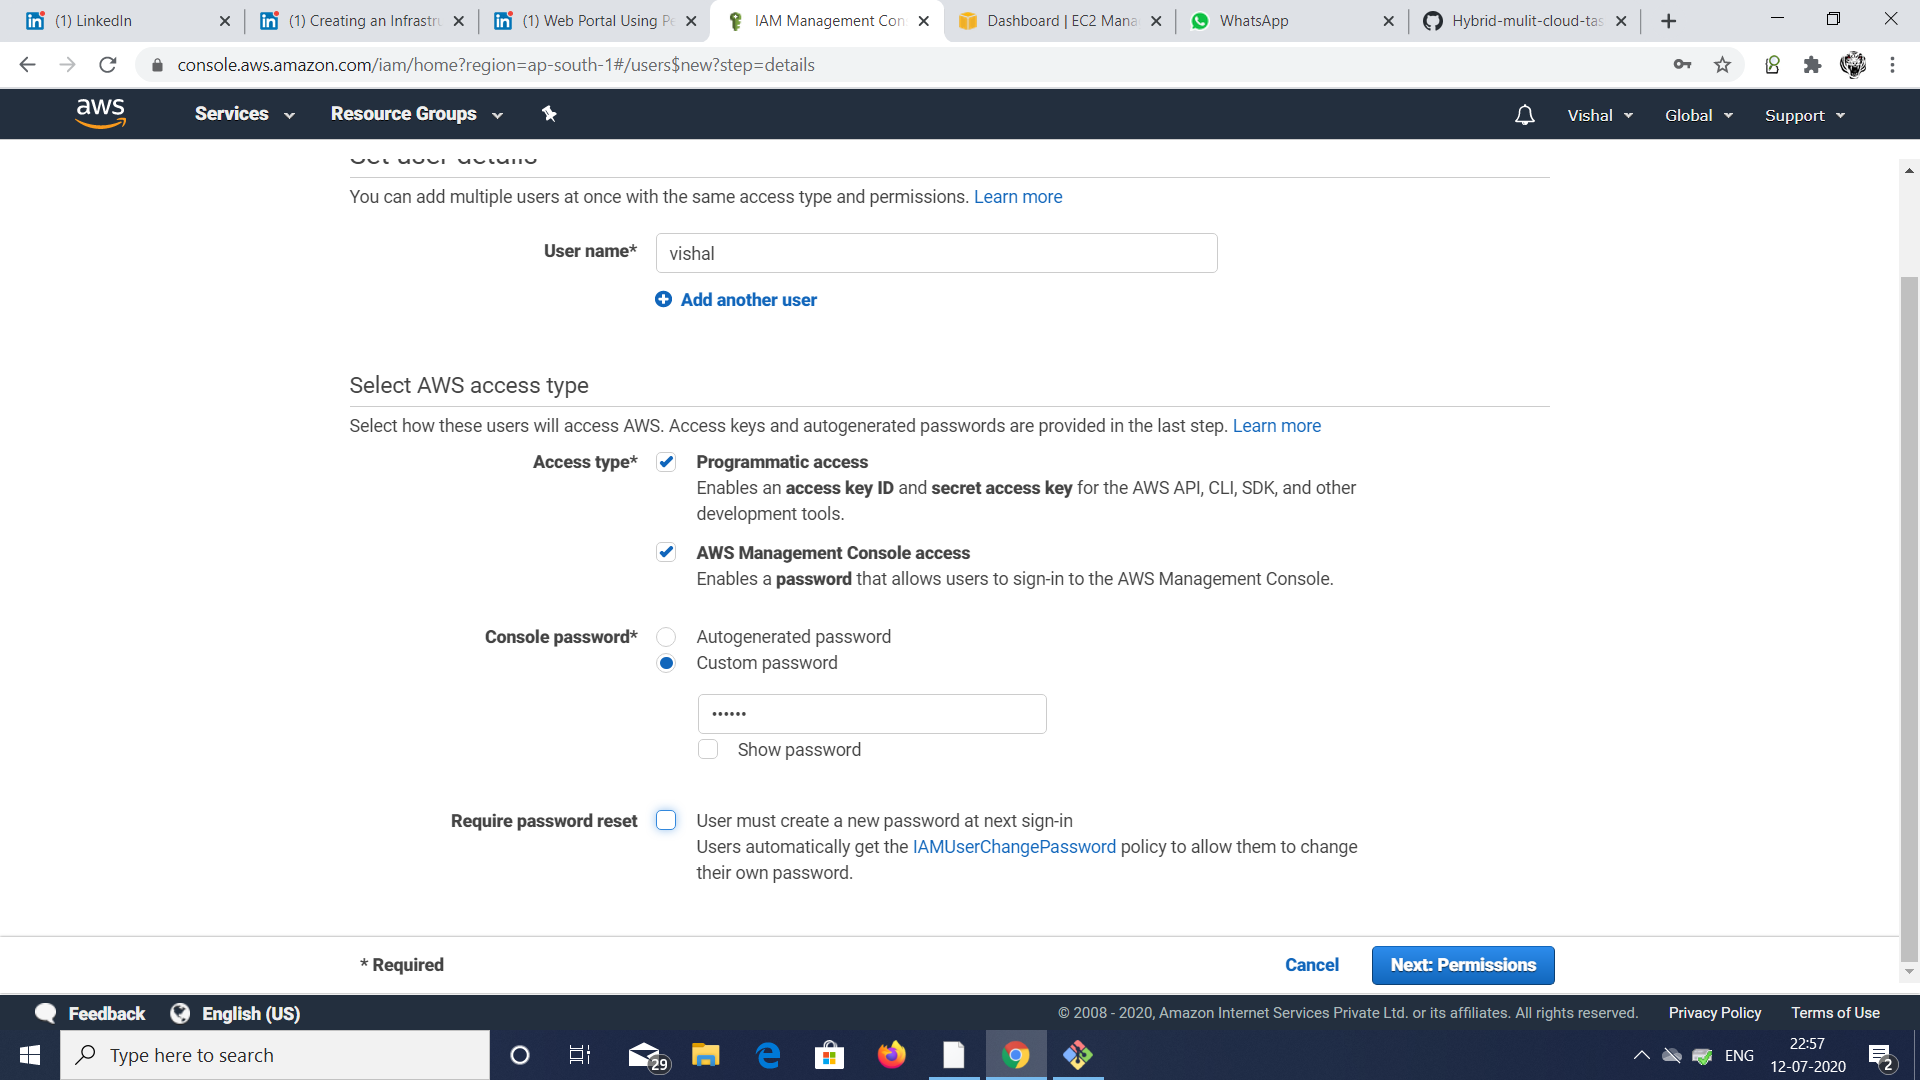 (1) LinkedIn
(1) Creating an Infrastru
(1) Web Portal Using Pe
IAM Management Con
Dashboard | EC2 Mana
WhatsApp
Hybrid-mulit-cloud-tas
console.aws.amazon.com/iam/home?region=ap-south-1#/users$new?step=details
aws
Services
Resource Groups
Vishal
Global
Support
Set user details
You can add multiple users at once with the same access type and permissions. Learn more
User name*
vishal
Add another user
Select AWS access type
Select how these users will access AWS. Access keys and autogenerated passwords are provided in the last step. Learn more
Access type*
Programmatic access
Enables an access key ID and secret access key for the AWS API, CLI, SDK, and other
development tools.
AWS Management Console access
Enables a password that allows users to sign-in to the AWS Management Console.
Console password*
Autogenerated password
Custom password
••••••
Show password
Require password reset
User must create a new password at next sign-in
Users automatically get the IAMUserChangePassword policy to allow them to change
their own password.
* Required
Cancel
Next: Permissions
Feedback
English (US)
© 2008 - 2020, Amazon Internet Services Private Ltd. or its affiliates. All rights reserved.
Privacy Policy
Terms of Use
Type here to search
29
ENG
22:57
12-07-2020
2